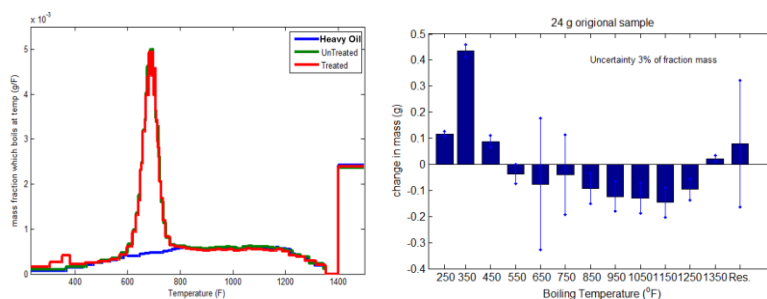 x 10⁻³
Heavy Oil
UnTreated
Treated
mass fraction which boils at temp (g/F)
5
4
3
2
1
0
200 400 600 800 1000 1200 1400
Temperature (F)
24 g origional sample
Uncertainty 3% of fraction mass
change in mass (g)
0.5
0.4
0.3
0.2
0.1
0
-0.1
-0.2
-0.3
-0.4
250 350 450 550 650 750 850 950 1050 1150 1250 1350 Res.
Boiling Temperature (⁰F)